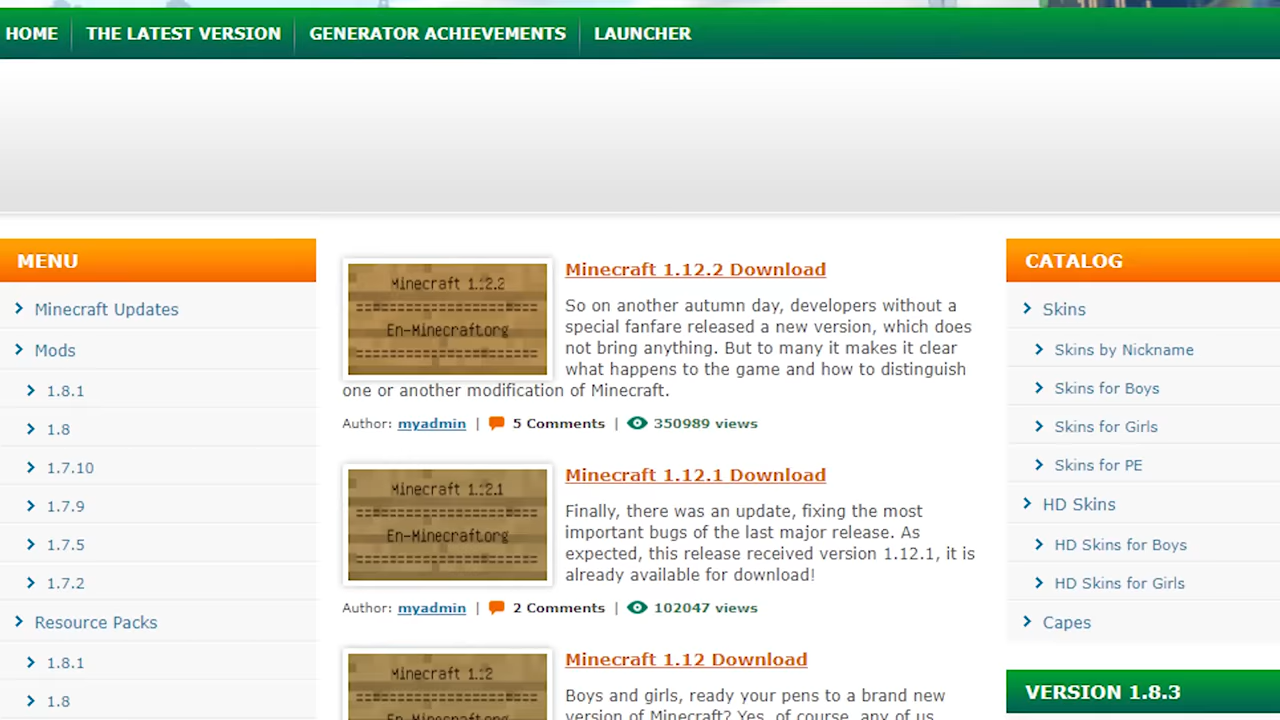 HOME THE LATEST VERSION GENERATOR ACHIEVEMENTS LAUNCHER
MENU
Minecraft Updates
Mods
1.8.1
1.8
1.7.10
1.7.9
1.7.5
1.7.2
Resource Packs
1.8.1
1.8
Minecraft 1.12.2
====================
En-Minecraft.org
====================
Minecraft 1.12.2 Download
So on another autumn day, developers without a
special fanfare released a new version, which does
not bring anything. But to many it makes it clear
what happens to the game and how to distinguish
one or another modification of Minecraft.
Author: myadmin | 5 Comments | 350989 views
Minecraft 1.12.1
====================
En-Minecraft.org
====================
Minecraft 1.12.1 Download
Finally, there was an update, fixing the most
important bugs of the last major release. As
expected, this release received version 1.12.1, it is
already available for download!
Author: myadmin | 2 Comments | 102047 views
Minecraft 1.12
====================
En-Minecraft.org
Minecraft 1.12 Download
Boys and girls, ready your pens to a brand new
version of Minecraft? Yes, of course, any of us
CATALOG
Skins
Skins by Nickname
Skins for Boys
Skins for Girls
Skins for PE
HD Skins
HD Skins for Boys
HD Skins for Girls
Capes
VERSION 1.8.3